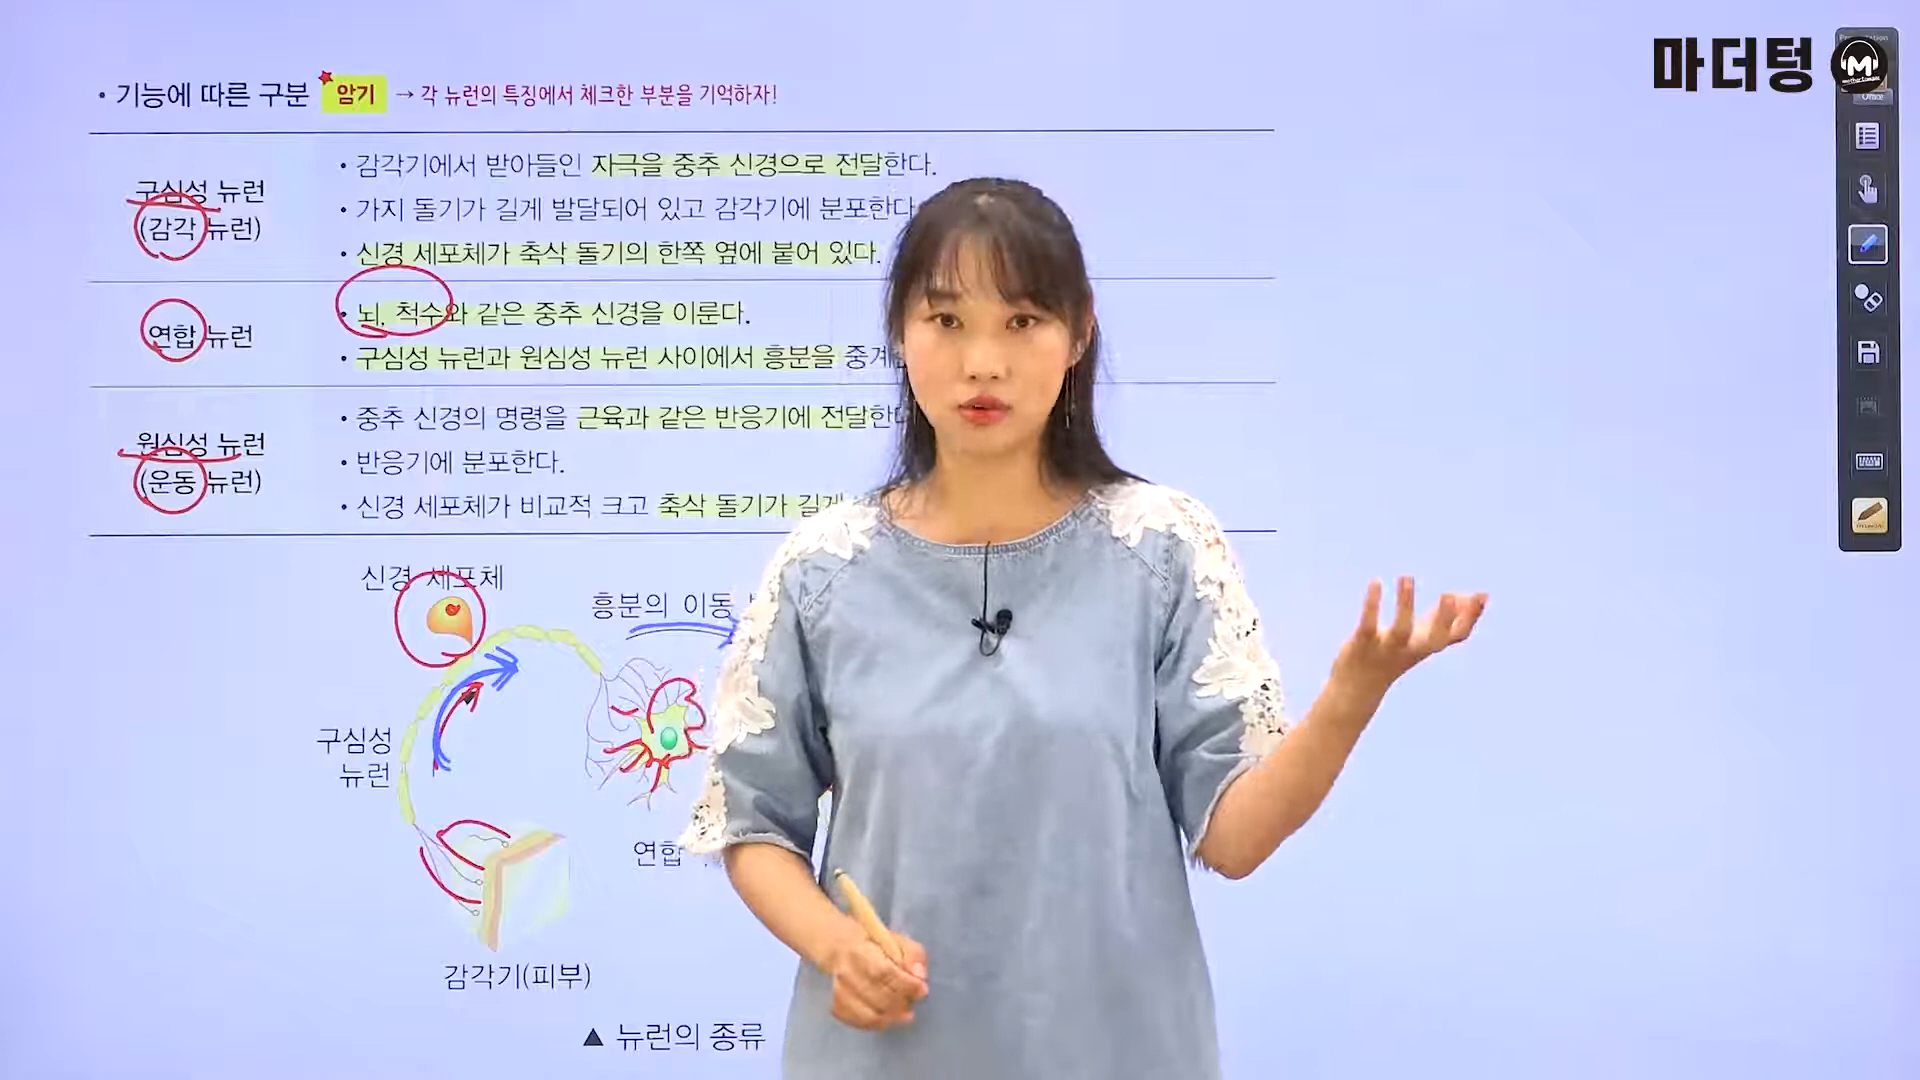 마더텅
• 기능에 따른 구분 암기 → 각 뉴런의 특징에서 체크한 부분을 기억하자!
구심성 뉴런
(감각 뉴런)
• 감각기에서 받아들인 자극을 중추 신경으로 전달한다.
• 가지 돌기가 길게 발달되어 있고 감각기에 분포한다
• 신경 세포체가 축삭 돌기의 한쪽 옆에 붙어 있다.
연합 뉴런
• 뇌, 척수와 같은 중추 신경을 이룬다.
• 구심성 뉴런과 원심성 뉴런 사이에서 흥분을 중계
원심성 뉴런
(운동 뉴런)
• 중추 신경의 명령을 근육과 같은 반응기에 전달한
• 반응기에 분포한다.
• 신경 세포체가 비교적 크고 축삭 돌기가 길게
신경 세포체
흥분의 이동
구심성
뉴런
연합
감각기(피부)
▲ 뉴런의 종류